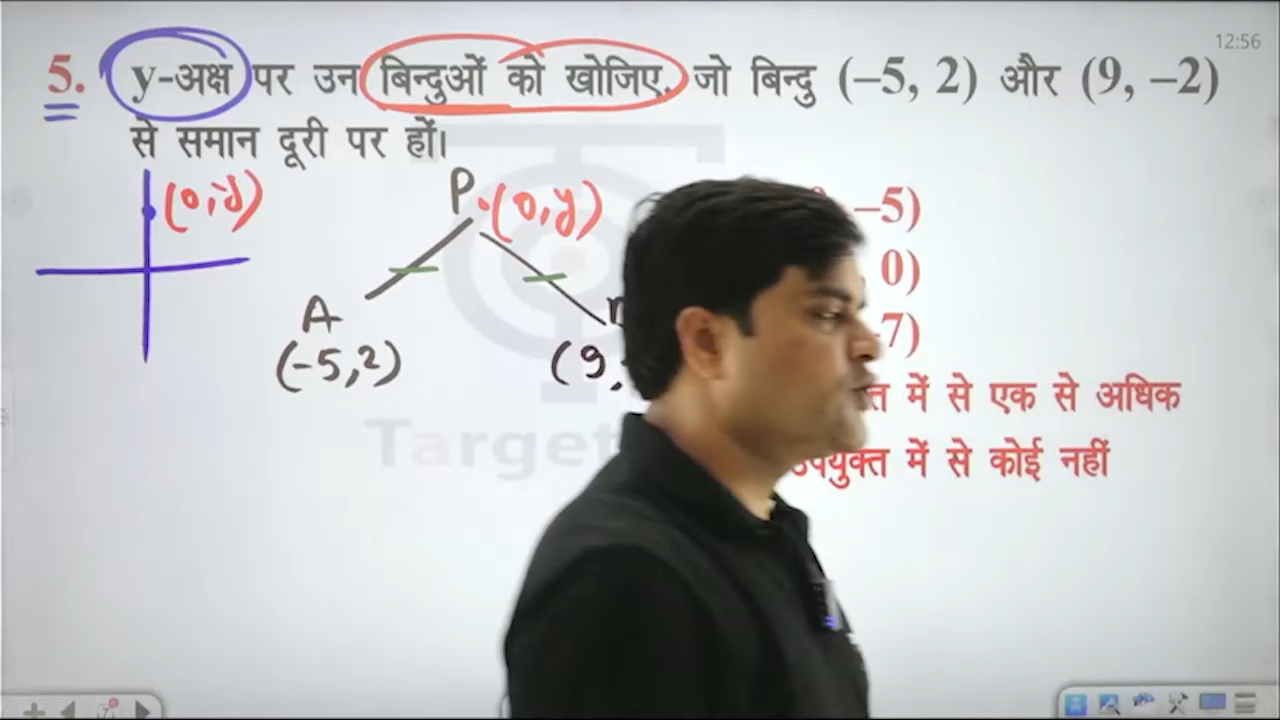 12:56
5. y-अक्ष पर उन बिन्दुओं को खोजिए, जो बिन्दु (–5, 2) और (9, –2)
से समान दूरी पर हों।
(0,y)
P.(0,y)
–5)
0)
7)
A
(-5,2)
(9,
में से एक से अधिक
उपर्युक्त में से कोई नहीं
Target